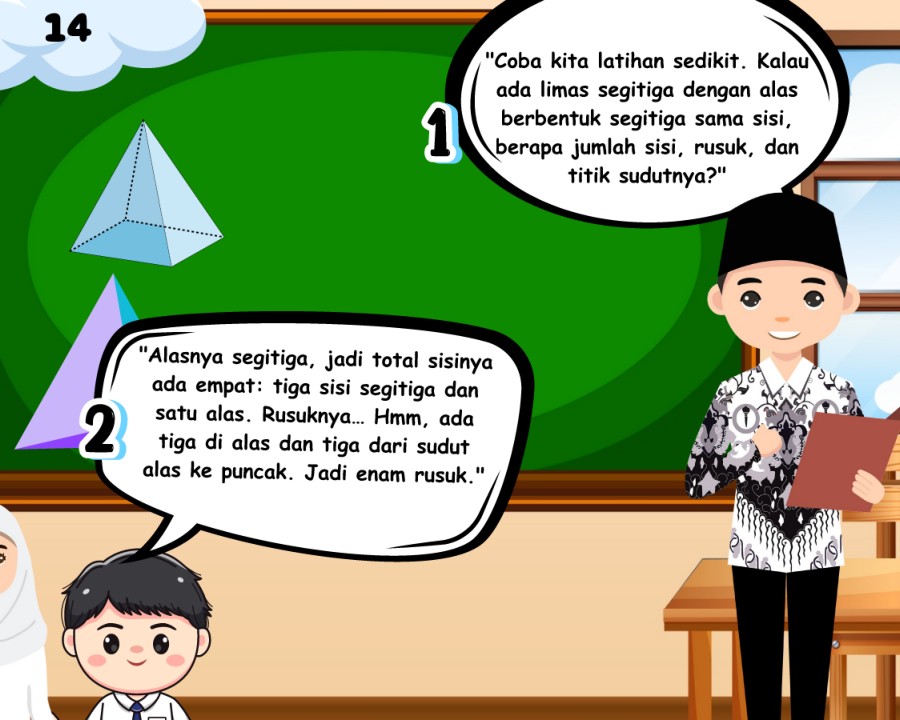 14
1
"Coba kita latihan sedikit. Kalau
ada limas segitiga dengan alas
berbentuk segitiga sama sisi,
berapa jumlah sisi, rusuk, dan
titik sudutnya?"
2
"Alasnya segitiga, jadi total sisinya
ada empat: tiga sisi segitiga dan
satu alas. Rusuknya... Hmm, ada
tiga di alas dan tiga dari sudut
alas ke puncak. Jadi enam rusuk."